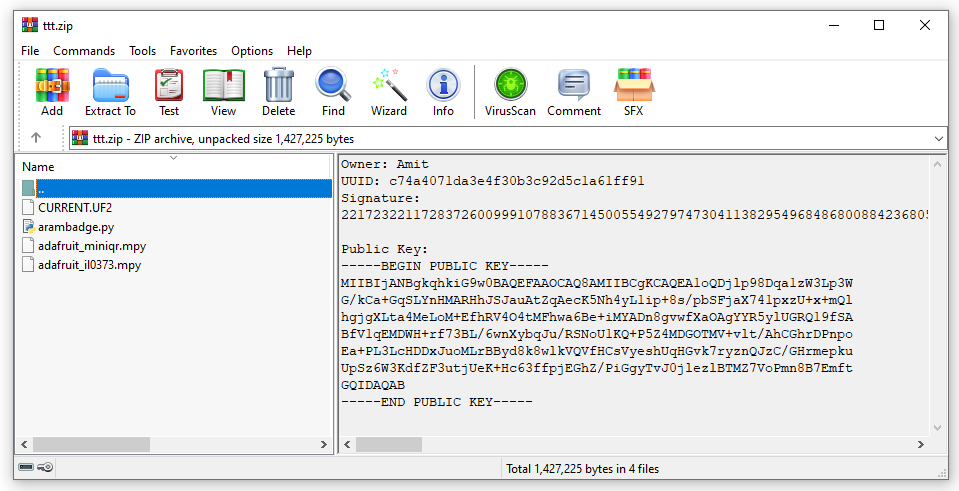 ttt.zip
File Commands Tools Favorites Options Help
Add Extract To Test View Delete Find Wizard Info VirusScan Comment SFX
ttt.zip - ZIP archive, unpacked size 1,427,225 bytes
Name
..
CURRENT.UF2
arambadge.py
adafruit_miniqr.mpy
adafruit_il0373.mpy
Owner: Amit
UUID: c74a4071da3e4f30b3c92d5c1a61ff91
Signature:
22172322117283726009991078836714500554927974730411382954968486800884236805
Public Key:
-----BEGIN PUBLIC KEY-----
MIIBIjANBgkqhkiG9w0BAQEFAAOCAQ8AMIIBCgKCAQEAloQDjlp98Dqa1zW3Lp3W
G/kCa+GqSLYnHMARHhJSJauAtZqAecK5Nh4yLlip+8s/pbSFjaX74lpxzU+x+mQl
hgjgXLta4MeLoM+EfhRV4O4tMFhwa6Be+iMYADn8gvwfXaOAgYYR5ylUGRQ19fSA
BfVlqEMDWH+rf73BL/6wnXybqJu/RSNoUlKQ+P5Z4MDGOTMV+vlt/AhCGhrDPnpo
Ea+PL3LcHDDxJuoMLrBByd8k8wlkVQVfHCsVyeshUqHGvk7ryznQJzC/GHrmepku
UpSz6W3KdfZF3utjUeK+Hc63ffpjEGhZ/PiGgyTvJ0jlezlBTMZ7VoPmn8B7Emft
GQIDAQAB
-----END PUBLIC KEY-----
Total 1,427,225 bytes in 4 files